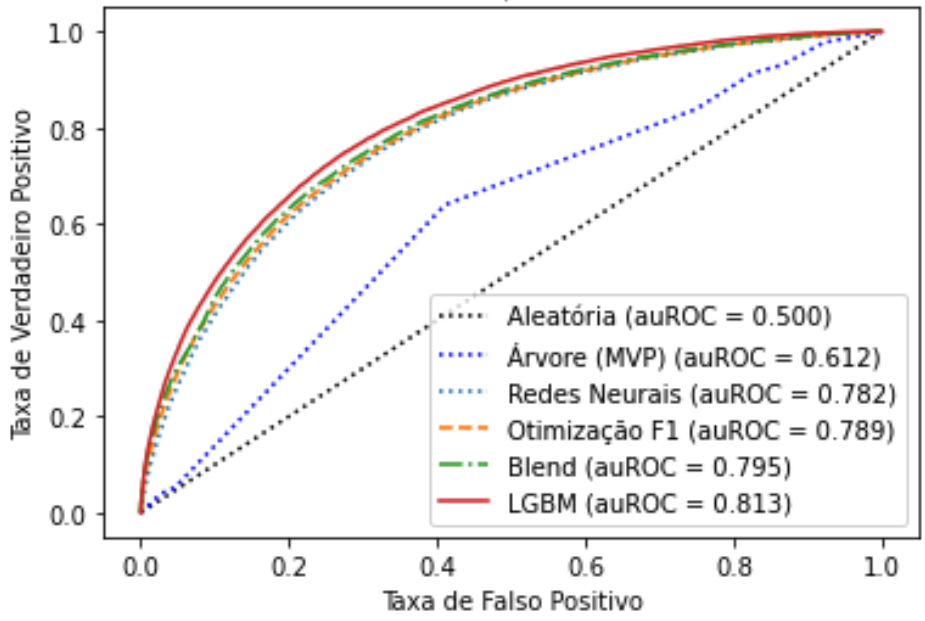 1.0
0.8
0.6
0.4
0.2
0.0
Taxa de Verdadeiro Positivo
Aleatória (auROC = 0.500)
Árvore (MVP) (auROC = 0.612)
Redes Neurais (auROC = 0.782)
Otimização F1 (auROC = 0.789)
Blend (auROC = 0.795)
LGBM (auROC = 0.813)
0.0 0.2 0.4 0.6 0.8 1.0
Taxa de Falso Positivo